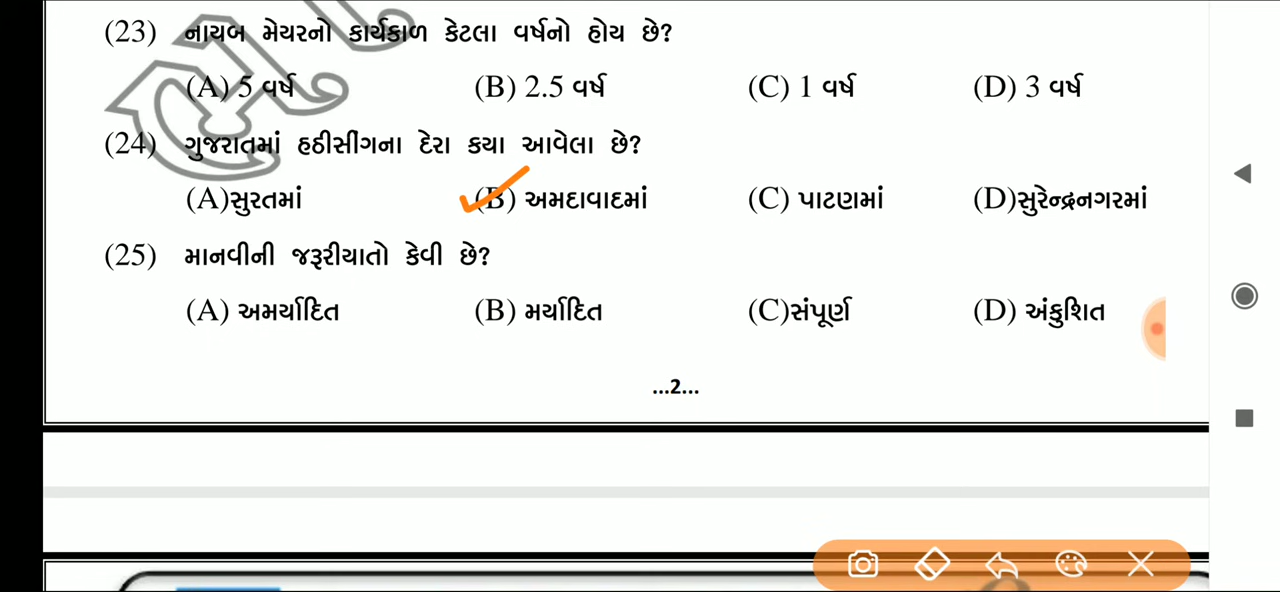 (23) નાયબ મેયરનો કાર્યકાળ કેટલા વર્ષનો હોય છે?
(A) 5 વર્ષ (B) 2.5 વર્ષ (C) 1 વર્ષ (D) 3 વર્ષ
(24) ગુજરાતમાં હઠીસીંગના દેરા કયા આવેલા છે?
(A)સુરતમાં (B) અમદાવાદમાં (C) પાટણમાં (D)સુરેન્દ્રનગરમાં
(25) માનવીની જરૂરીયાતો કેવી છે?
(A) અમર્યાદિત (B) મર્યાદિત (C)સંપૂર્ણ (D) અંકુશિત
...2...